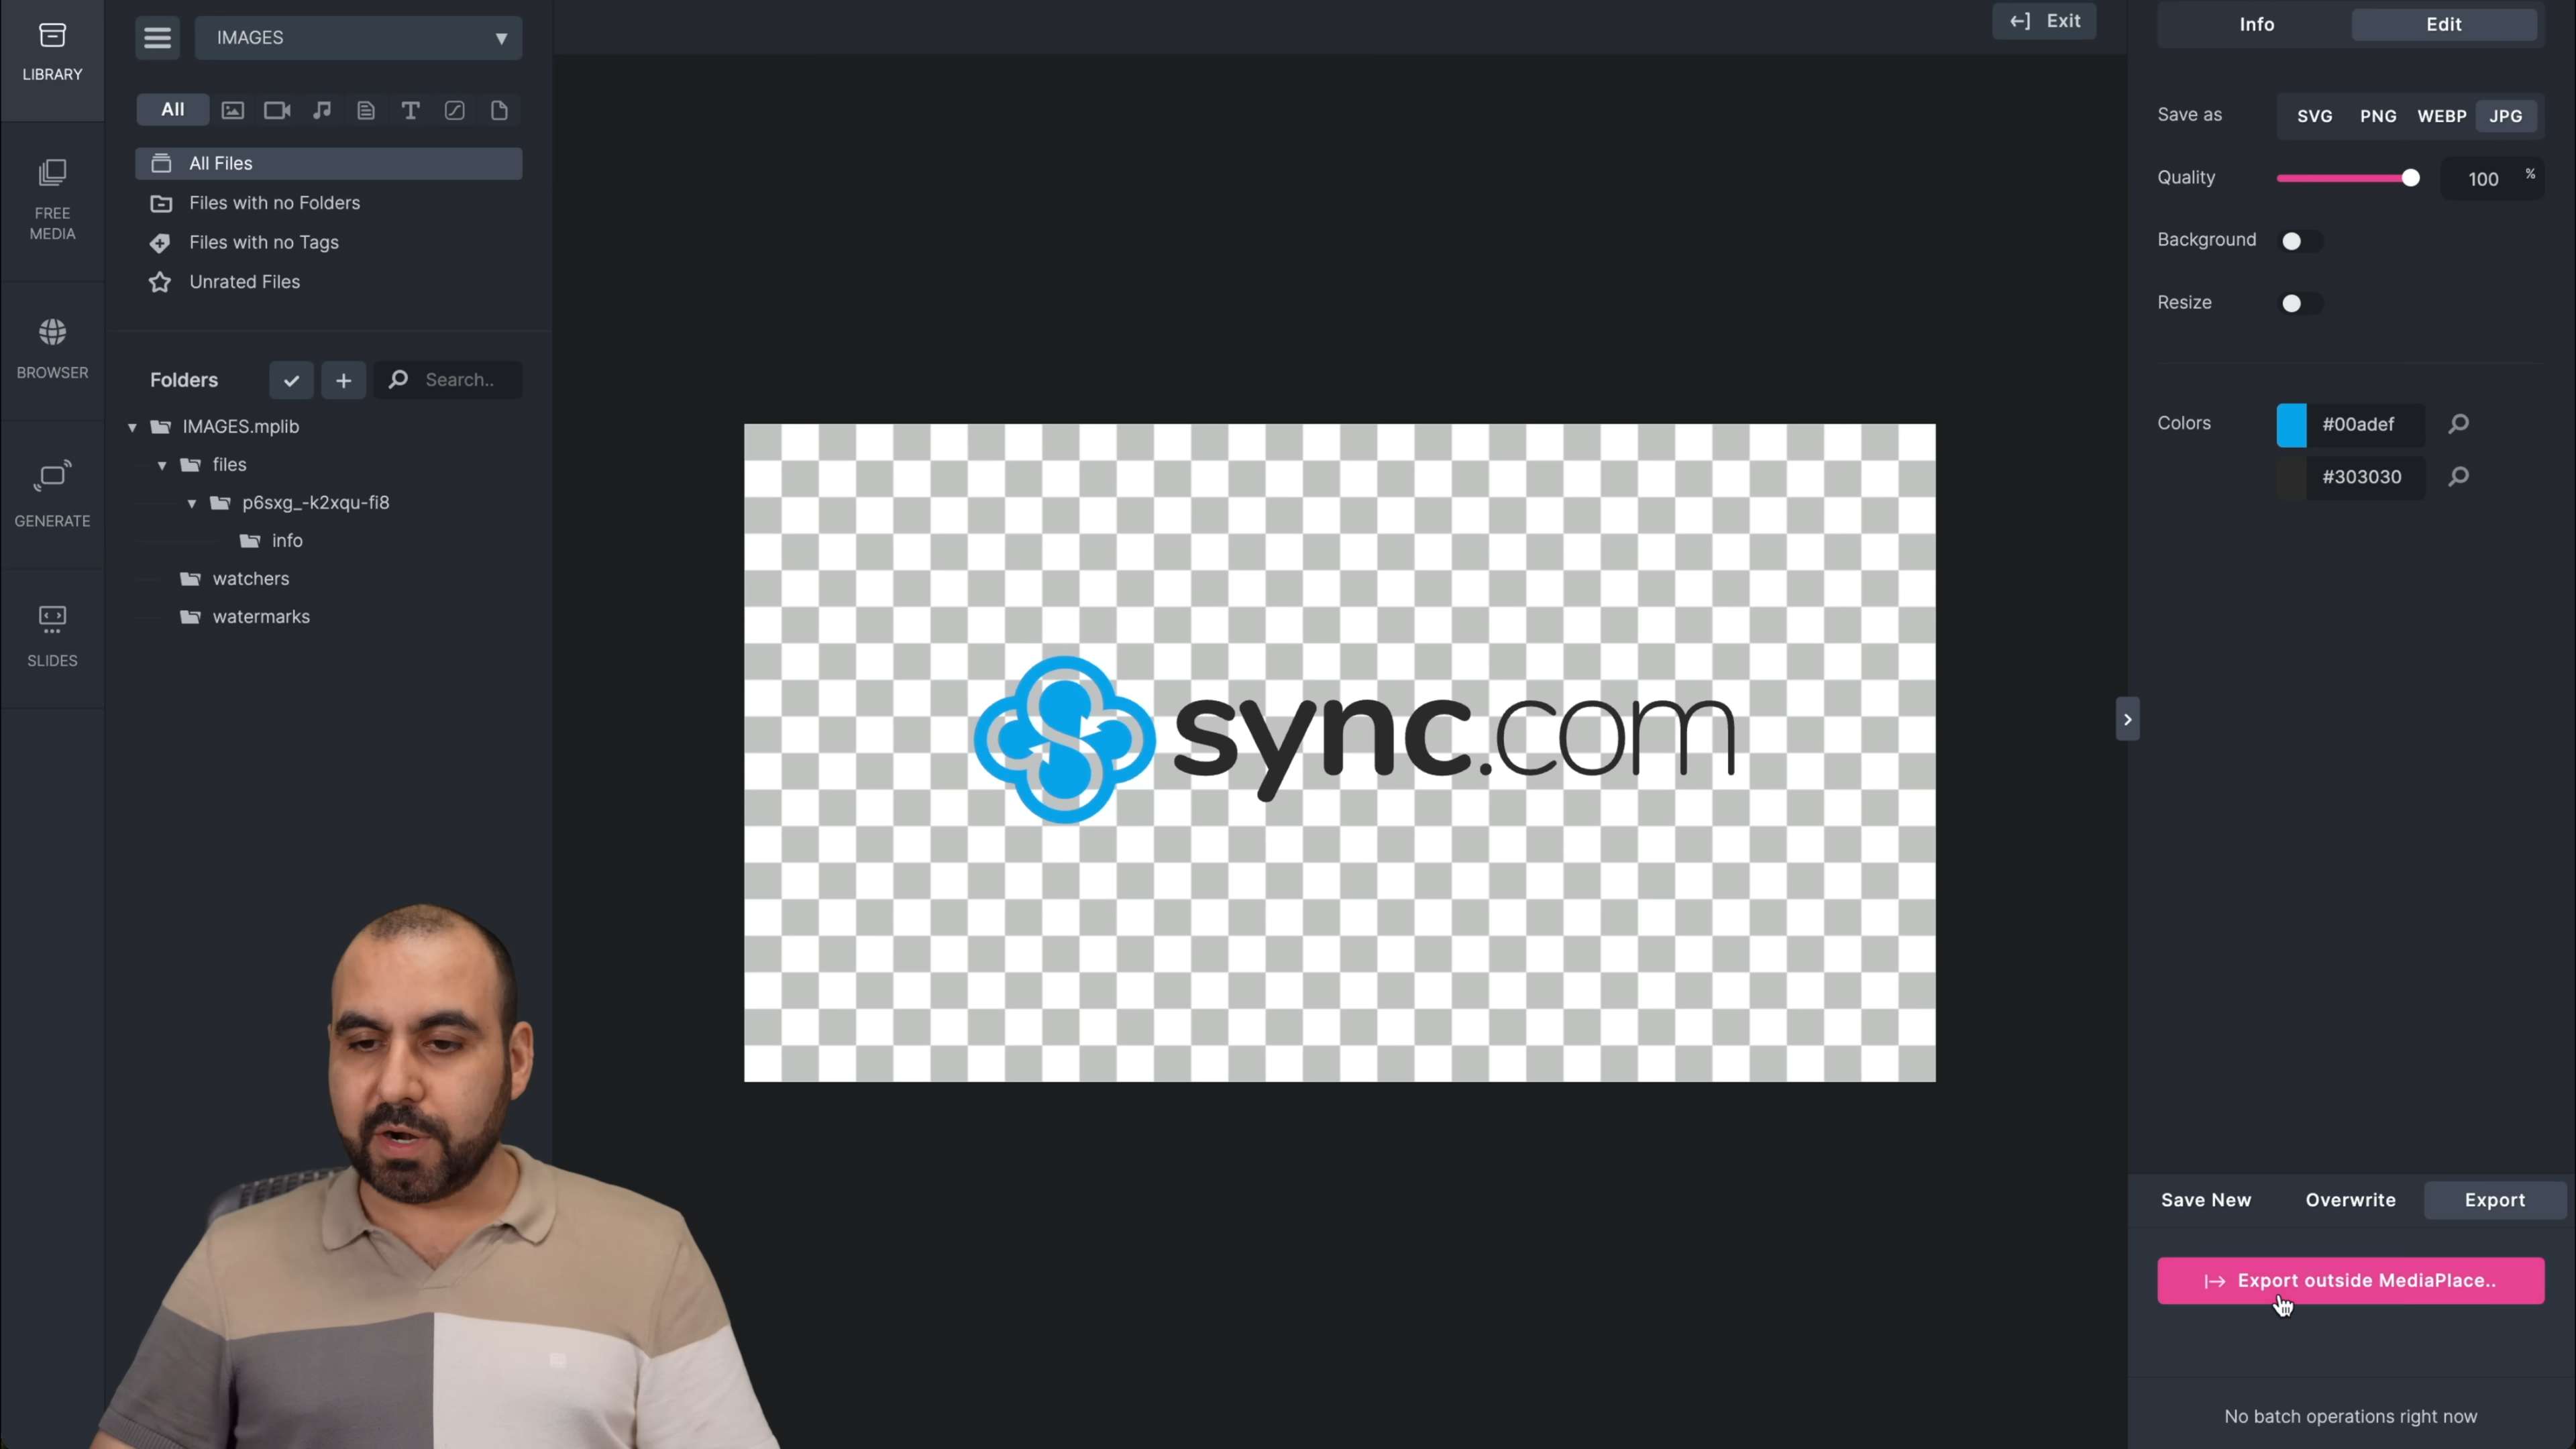 LIBRARY
FREE
MEDIA
BROWSER
GENERATE
SLIDES
IMAGES
All
All Files
Files with no Folders
Files with no Tags
Unrated Files
Folders
Search..
IMAGES.mplib
files
p6sxg_-k2xqu-fi8
info
watchers
watermarks
Exit
sync.com
Info
Edit
Save as
SVG PNG WEBP JPG
Quality
100 %
Background
Resize
Colors
#00adef
#303030
Save New
Overwrite
Export
Export outside MediaPlace..
No batch operations right now